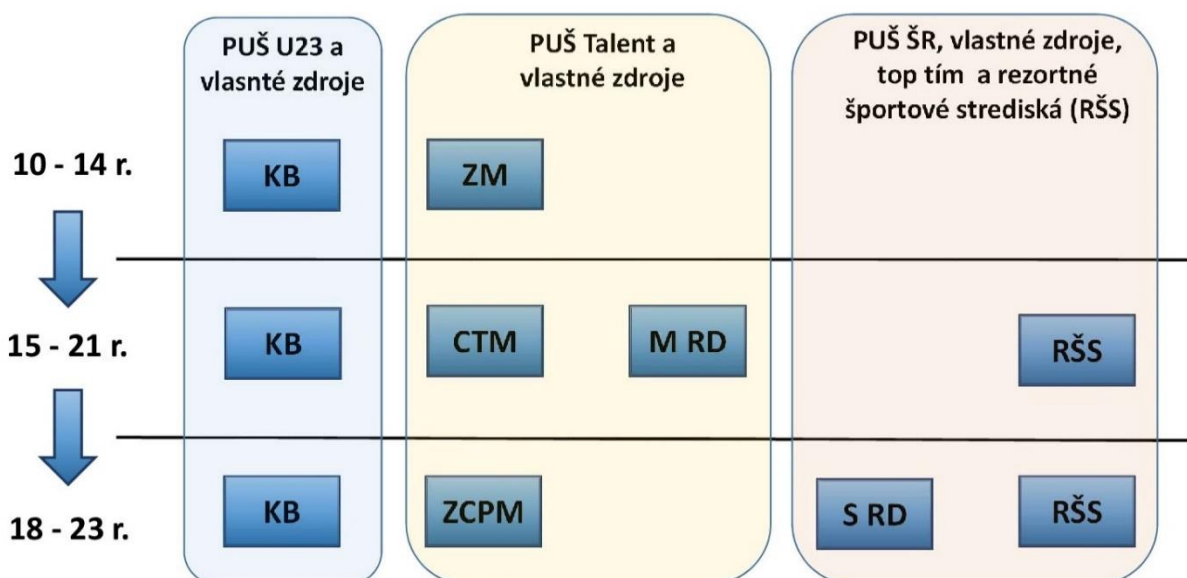 PUŠ U23 a
vlasnté zdroje
PUŠ Talent a
vlastné zdroje
PUŠ ŠR, vlastné zdroje,
top tím a rezortné
športové strediská (RŠS)
10 - 14 r.
KB
ZM
15 - 21 r.
KB
CTM
M RD
RŠS
18 - 23 r.
KB
ZCPM
S RD
RŠS